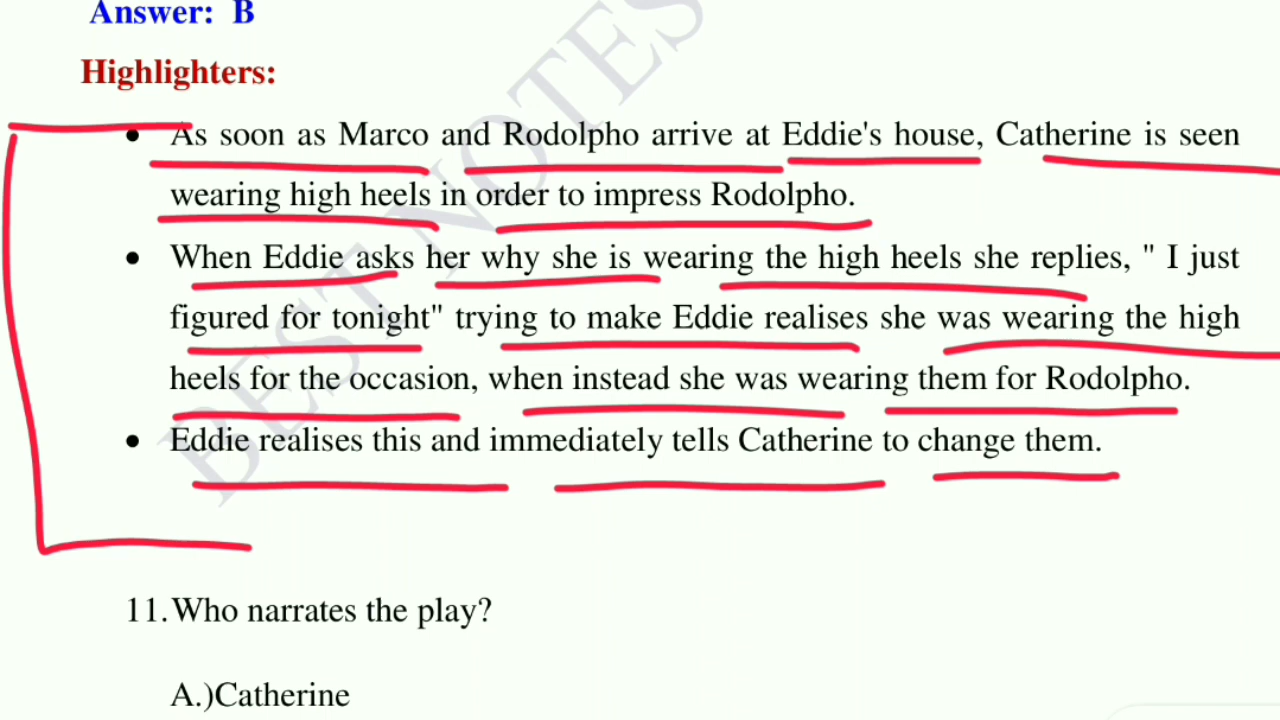 Answer: B
Highlighters:
• As soon as Marco and Rodolpho arrive at Eddie's house, Catherine is seen
wearing high heels in order to impress Rodolpho.
• When Eddie asks her why she is wearing the high heels she replies, " I just
figured for tonight" trying to make Eddie realises she was wearing the high
heels for the occasion, when instead she was wearing them for Rodolpho.
• Eddie realises this and immediately tells Catherine to change them.
11.Who narrates the play?
A.)Catherine
BEST NOTES